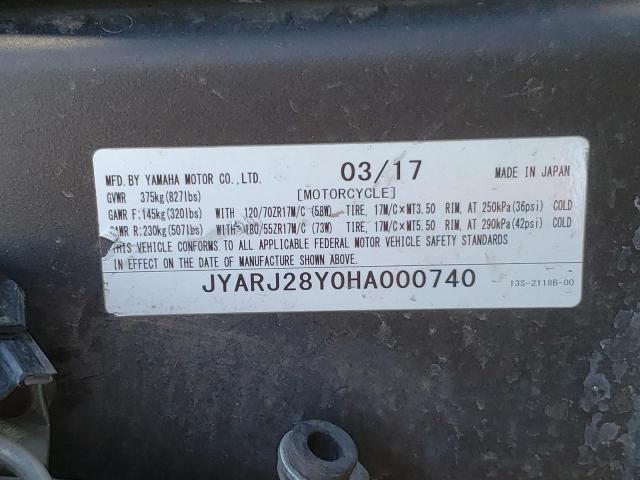 MFD. BY YAMAHA MOTOR CO.,LTD. 03/17 MADE IN JAPAN
GVWR 375kg(827lbs) [MOTORCYCLE]
GAWR F:145kg(320lbs) WITH 120/70ZR17M/C (58W) TIRE, 17M/C×MT3.50 RIM, AT 250kPa(36psi) COLD
GAWR R:230kg(507lbs) WITH 180/55ZR17M/C (73W) TIRE, 17M/C×MT5.50 RIM, AT 290kPa(42psi) COLD
THIS VEHICLE CONFORMS TO ALL APPLICABLE FEDERAL MOTOR VEHICLE SAFETY STANDARDS
IN EFFECT ON THE DATE OF MANUFACTURE SHOWN ABOVE.
JYARJ28Y0HA000740 13S-2118B-00